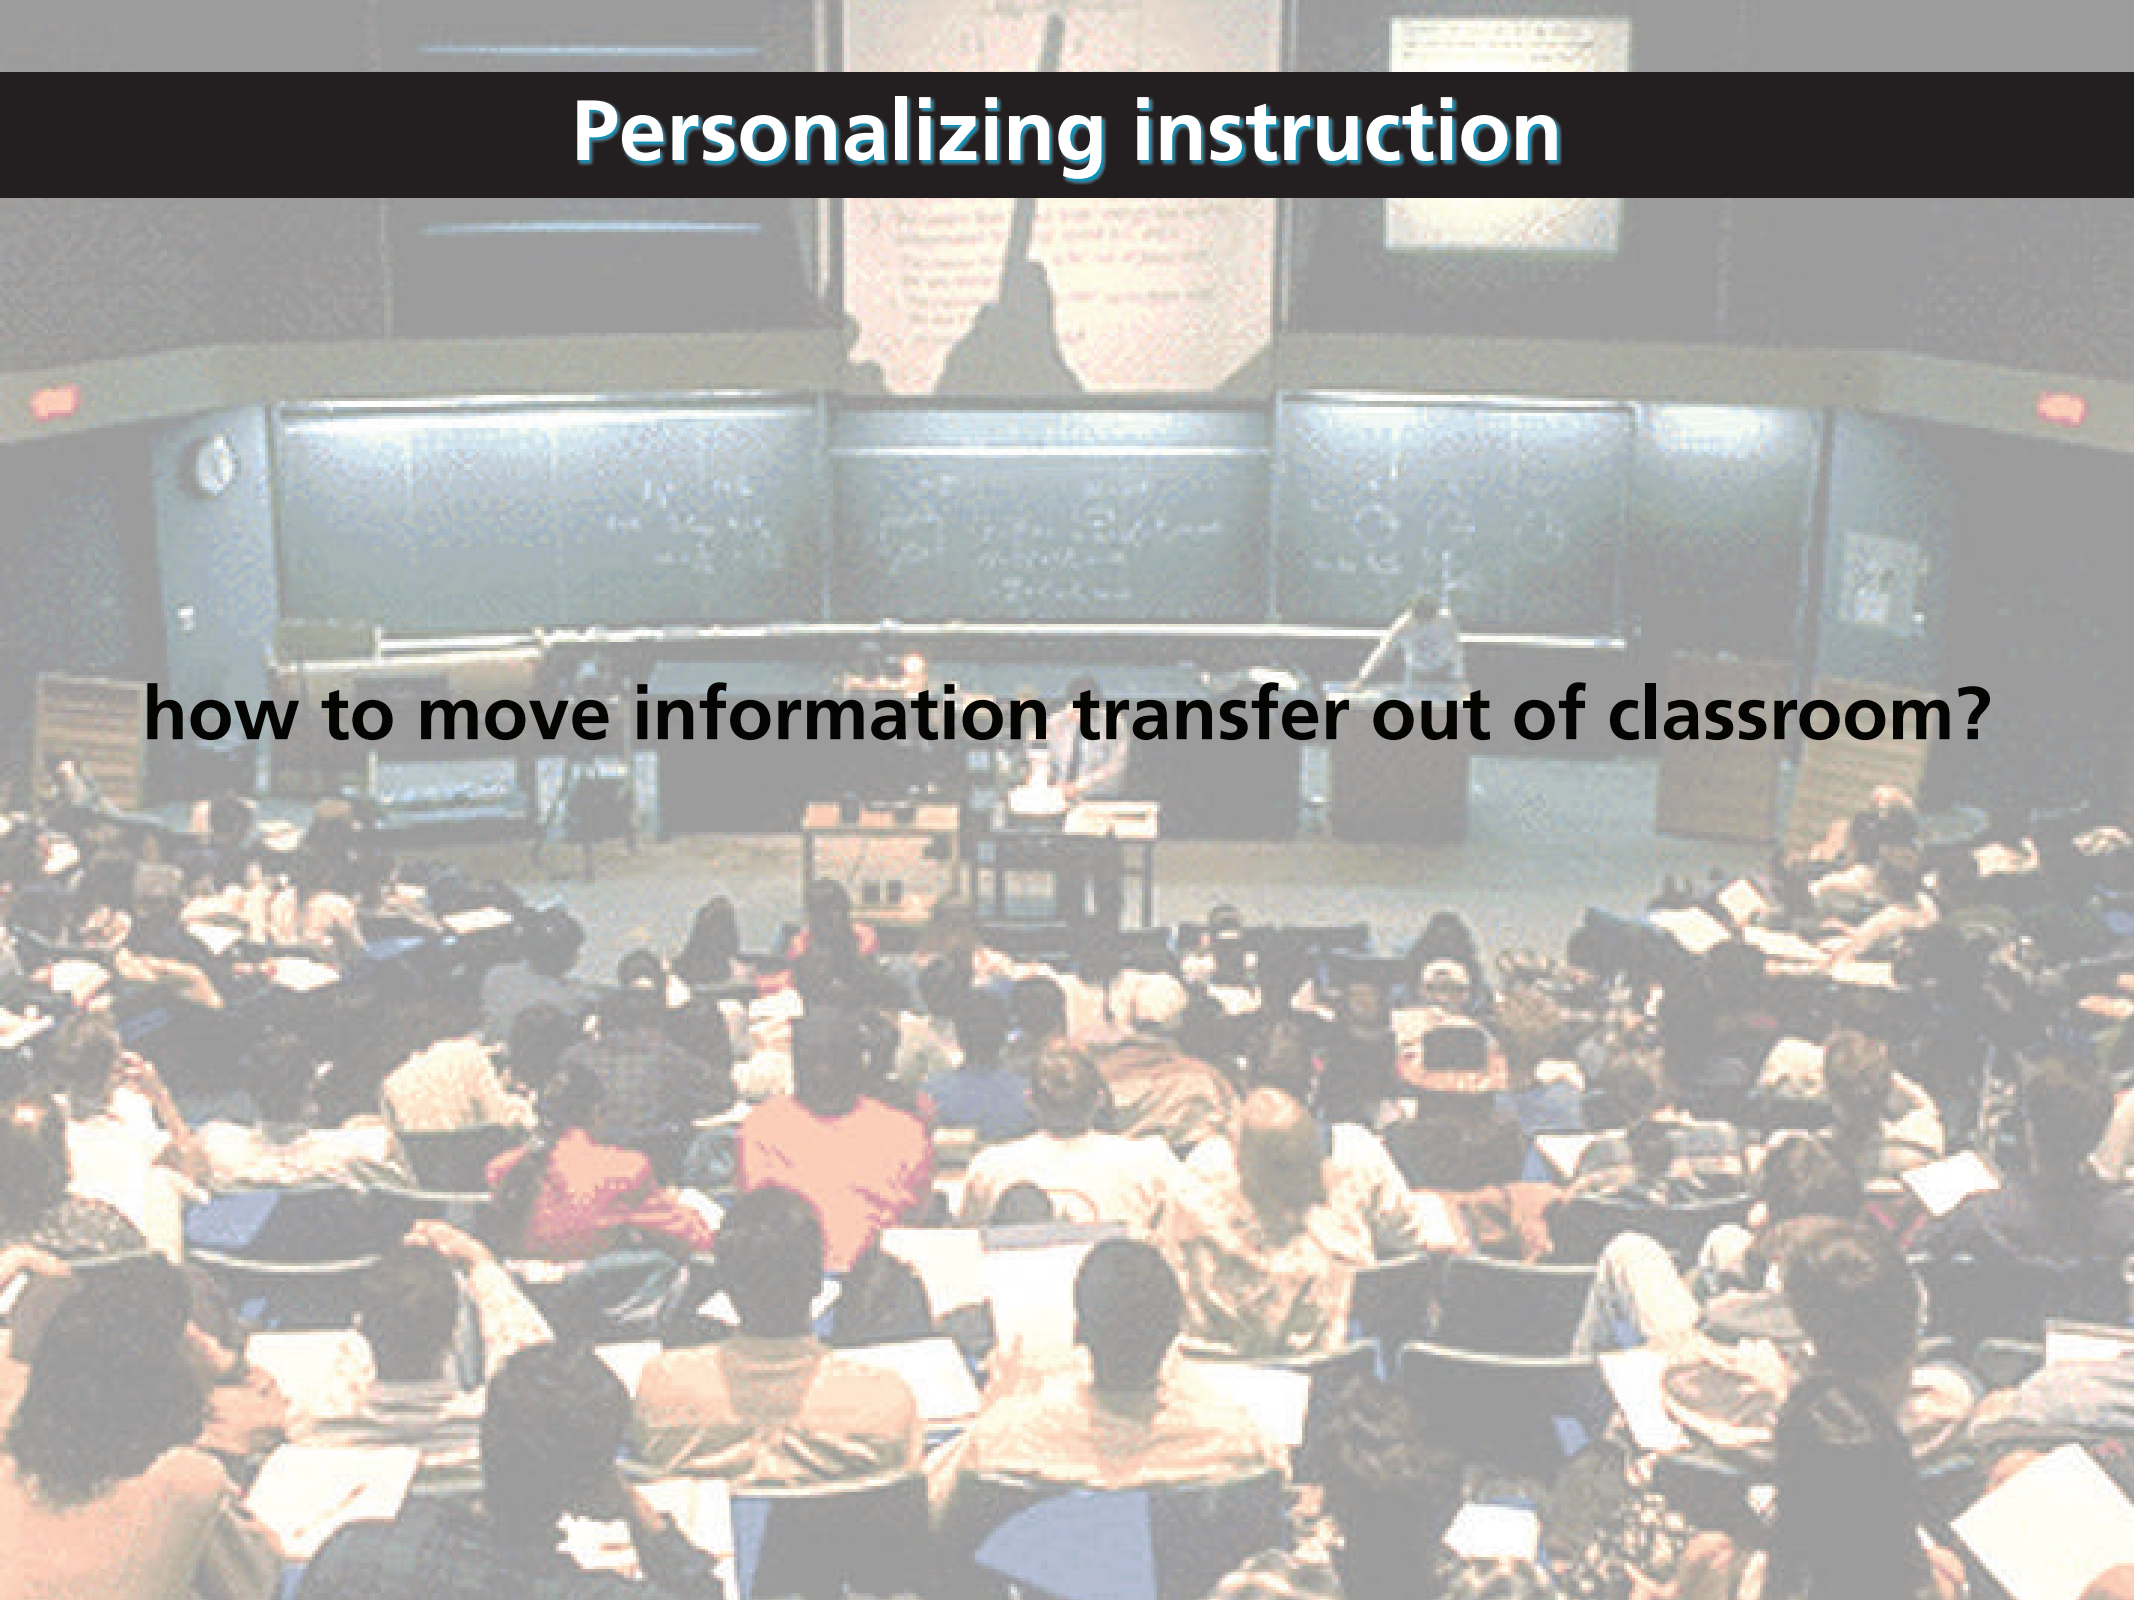 Personalizing instruction
how to move information transfer out of classroom?